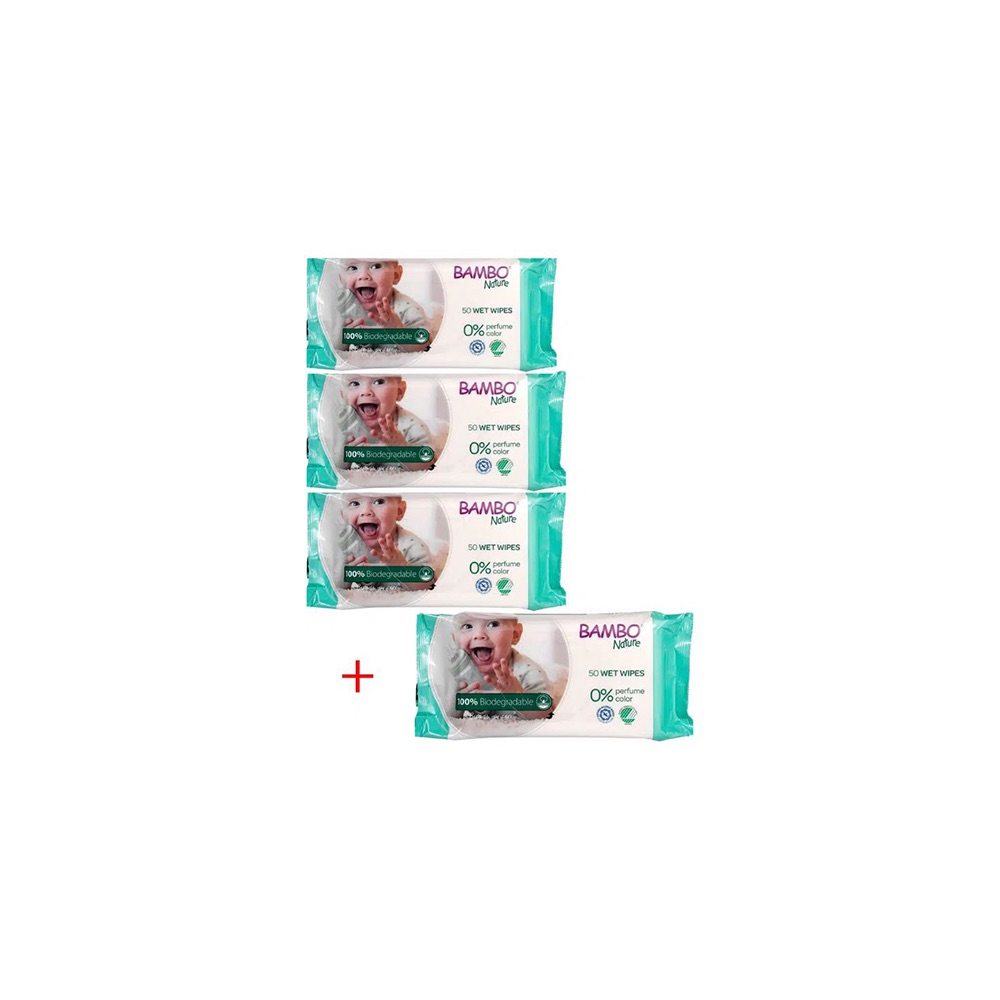 BAMBO
Nature
50 WET WIPES
0% perfume
color
100% Biodegradable
BAMBO
Nature
50 WET WIPES
0% perfume
color
100% Biodegradable
BAMBO
Nature
50 WET WIPES
0% perfume
color
100% Biodegradable
+
BAMBO
Nature
50 WET WIPES
0% perfume
color
100% Biodegradable